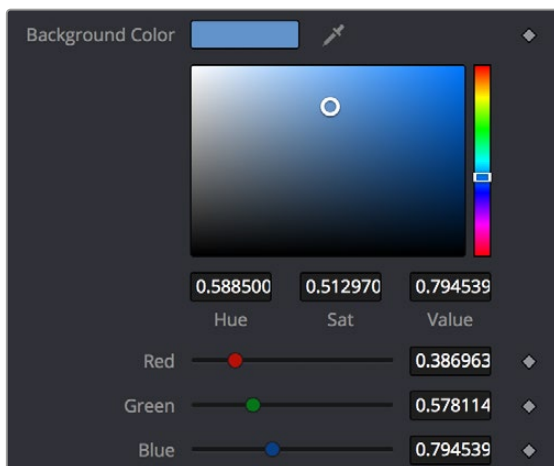 Background Color
0.588500 0.512970 0.794539
Hue Sat Value
Red 0.386963
Green 0.578114
Blue 0.794539